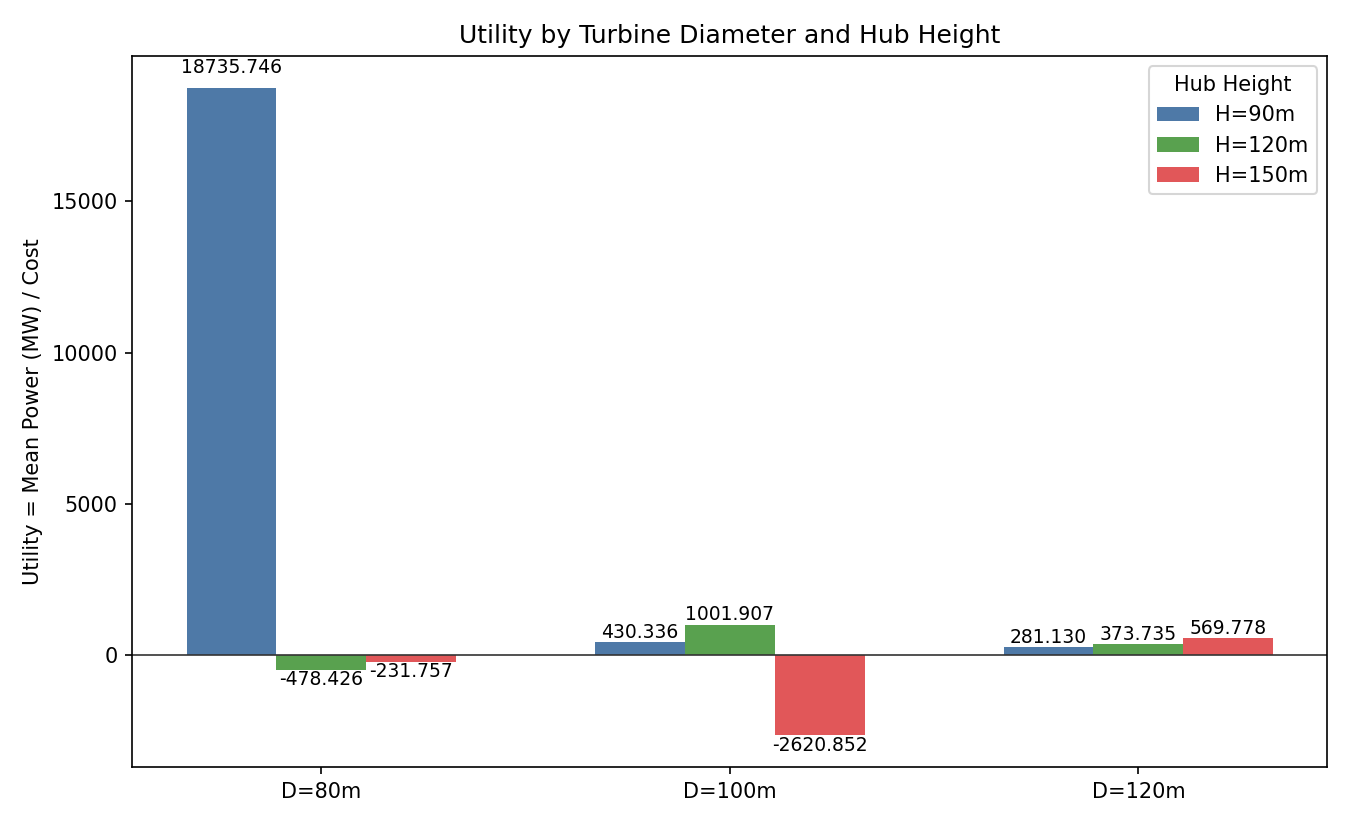 Utility by Turbine Diameter and Hub Height
Utility = Mean Power (MW) / Cost
15000
10000
5000
0
18735.746
-478.426
-231.757
430.336
1001.907
-2620.852
281.130
373.735
569.778
Hub Height
H=90m
H=120m
H=150m
D=80m
D=100m
D=120m